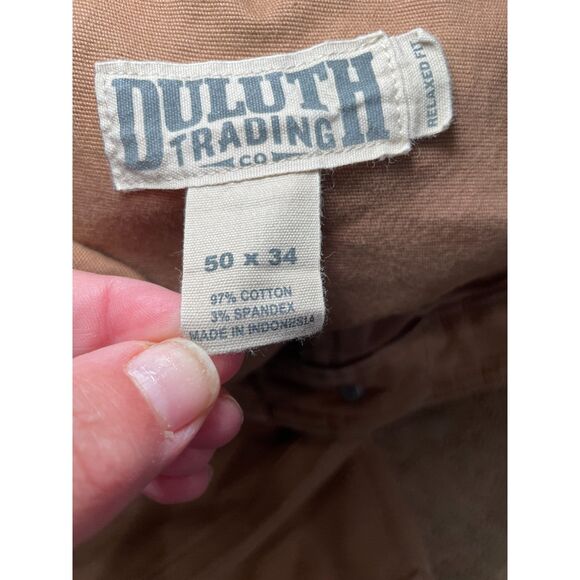 DULUTH
TRADING
CO
RELAXED FIT
50 x 34
97% COTTON
3% SPANDEX
MADE IN INDONESIA